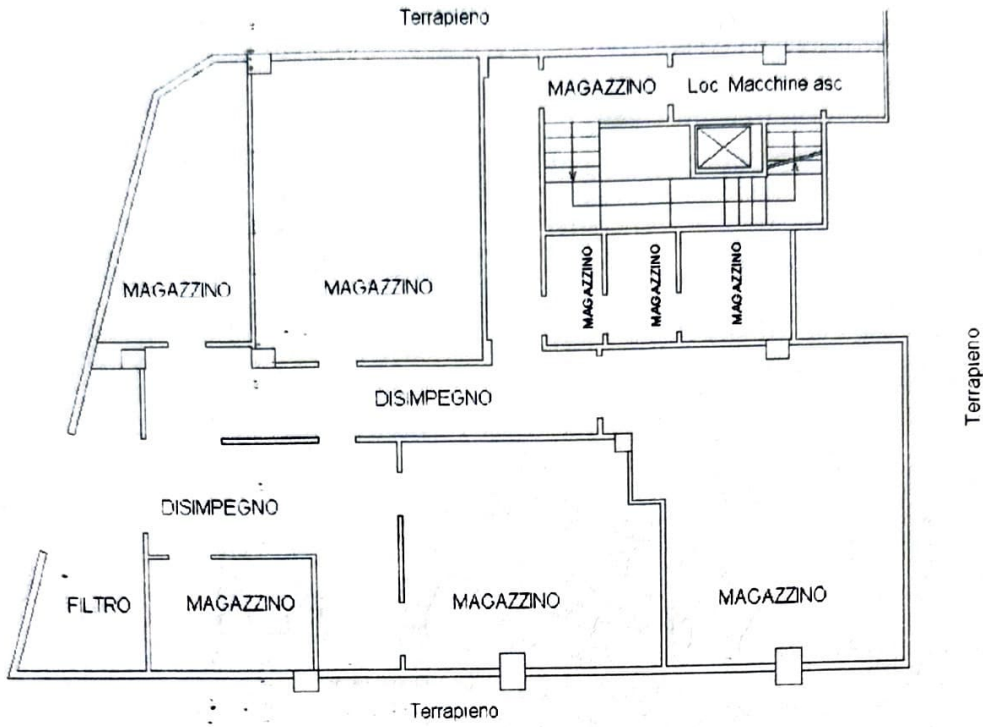 Terrapieno
MAGAZZINO
Loc Macchine asc
MAGAZZINO
MAGAZZINO
MAGAZZINO
MAGAZZINO
MAGAZZINO
Terrapieno
DISIMPEGNO
DISIMPEGNO
FILTRO
MAGAZZINO
MAGAZZINO
MAGAZZINO
Terrapieno